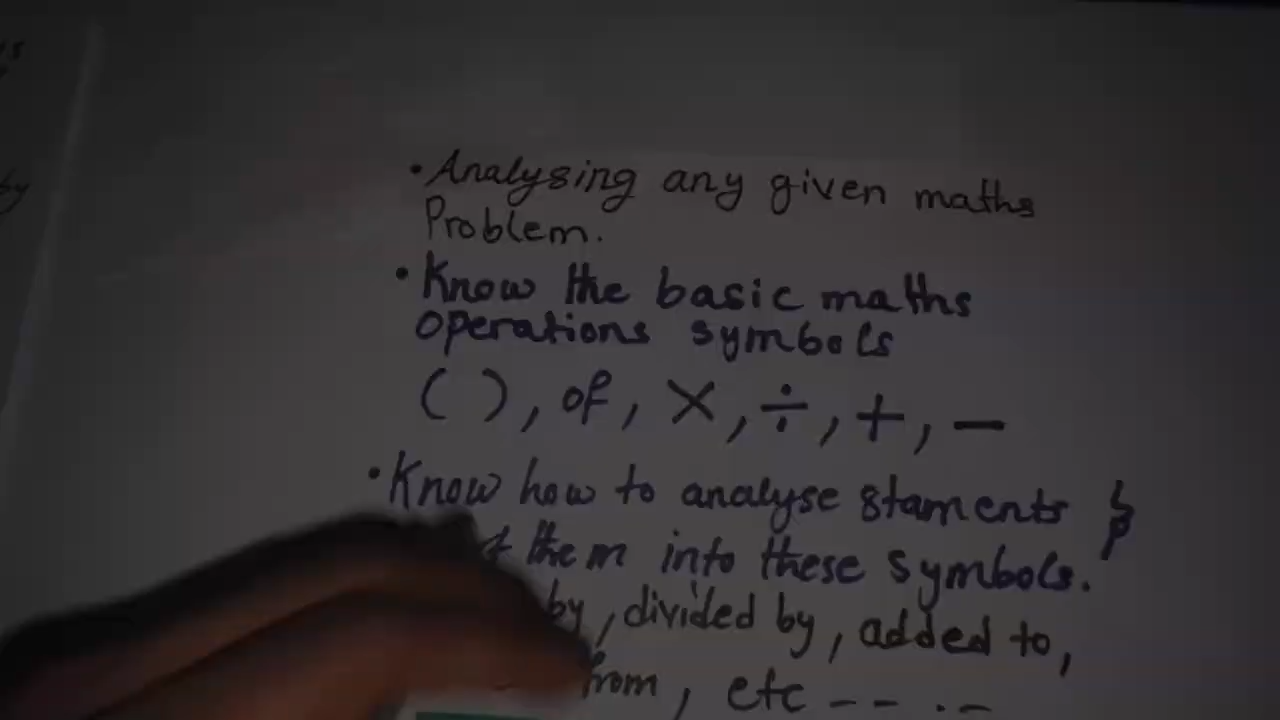 • Analysing any given maths
Problem.
• Know the basic maths
operations symbols
( ), of, ×, ÷, +, −
• Know how to analyse staments &
them into these symbols.
by, divided by, added to,
from, etc -- . -